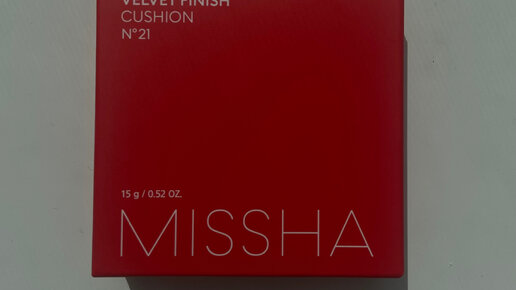 VELVET FINISH
CUSHION
N°21
15 g / 0.52 OZ.
MISSHA